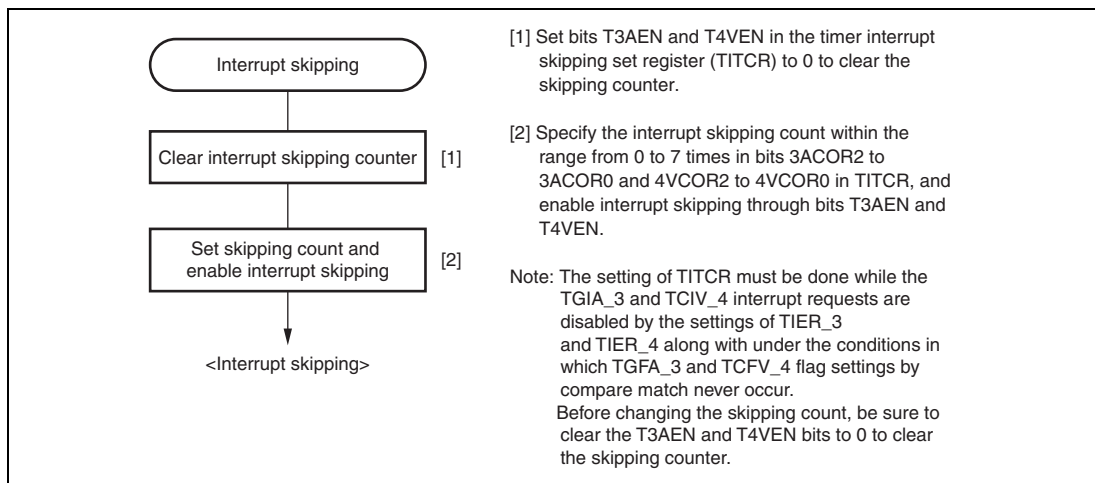 Interrupt skipping
Clear interrupt skipping counter
[1]
Set skipping count and
enable interrupt skipping
[2]
<Interrupt skipping>
[1] Set bits T3AEN and T4VEN in the timer interrupt
skipping set register (TITCR) to 0 to clear the
skipping counter.
[2] Specify the interrupt skipping count within the
range from 0 to 7 times in bits 3ACOR2 to
3ACOR0 and 4VCOR2 to 4VCOR0 in TITCR, and
enable interrupt skipping through bits T3AEN and
T4VEN.
Note: The setting of TITCR must be done while the
TGIA_3 and TCIV_4 interrupt requests are
disabled by the settings of TIER_3
and TIER_4 along with under the conditions in
which TGFA_3 and TCFV_4 flag settings by
compare match never occur.
Before changing the skipping count, be sure to
clear the T3AEN and T4VEN bits to 0 to clear
the skipping counter.